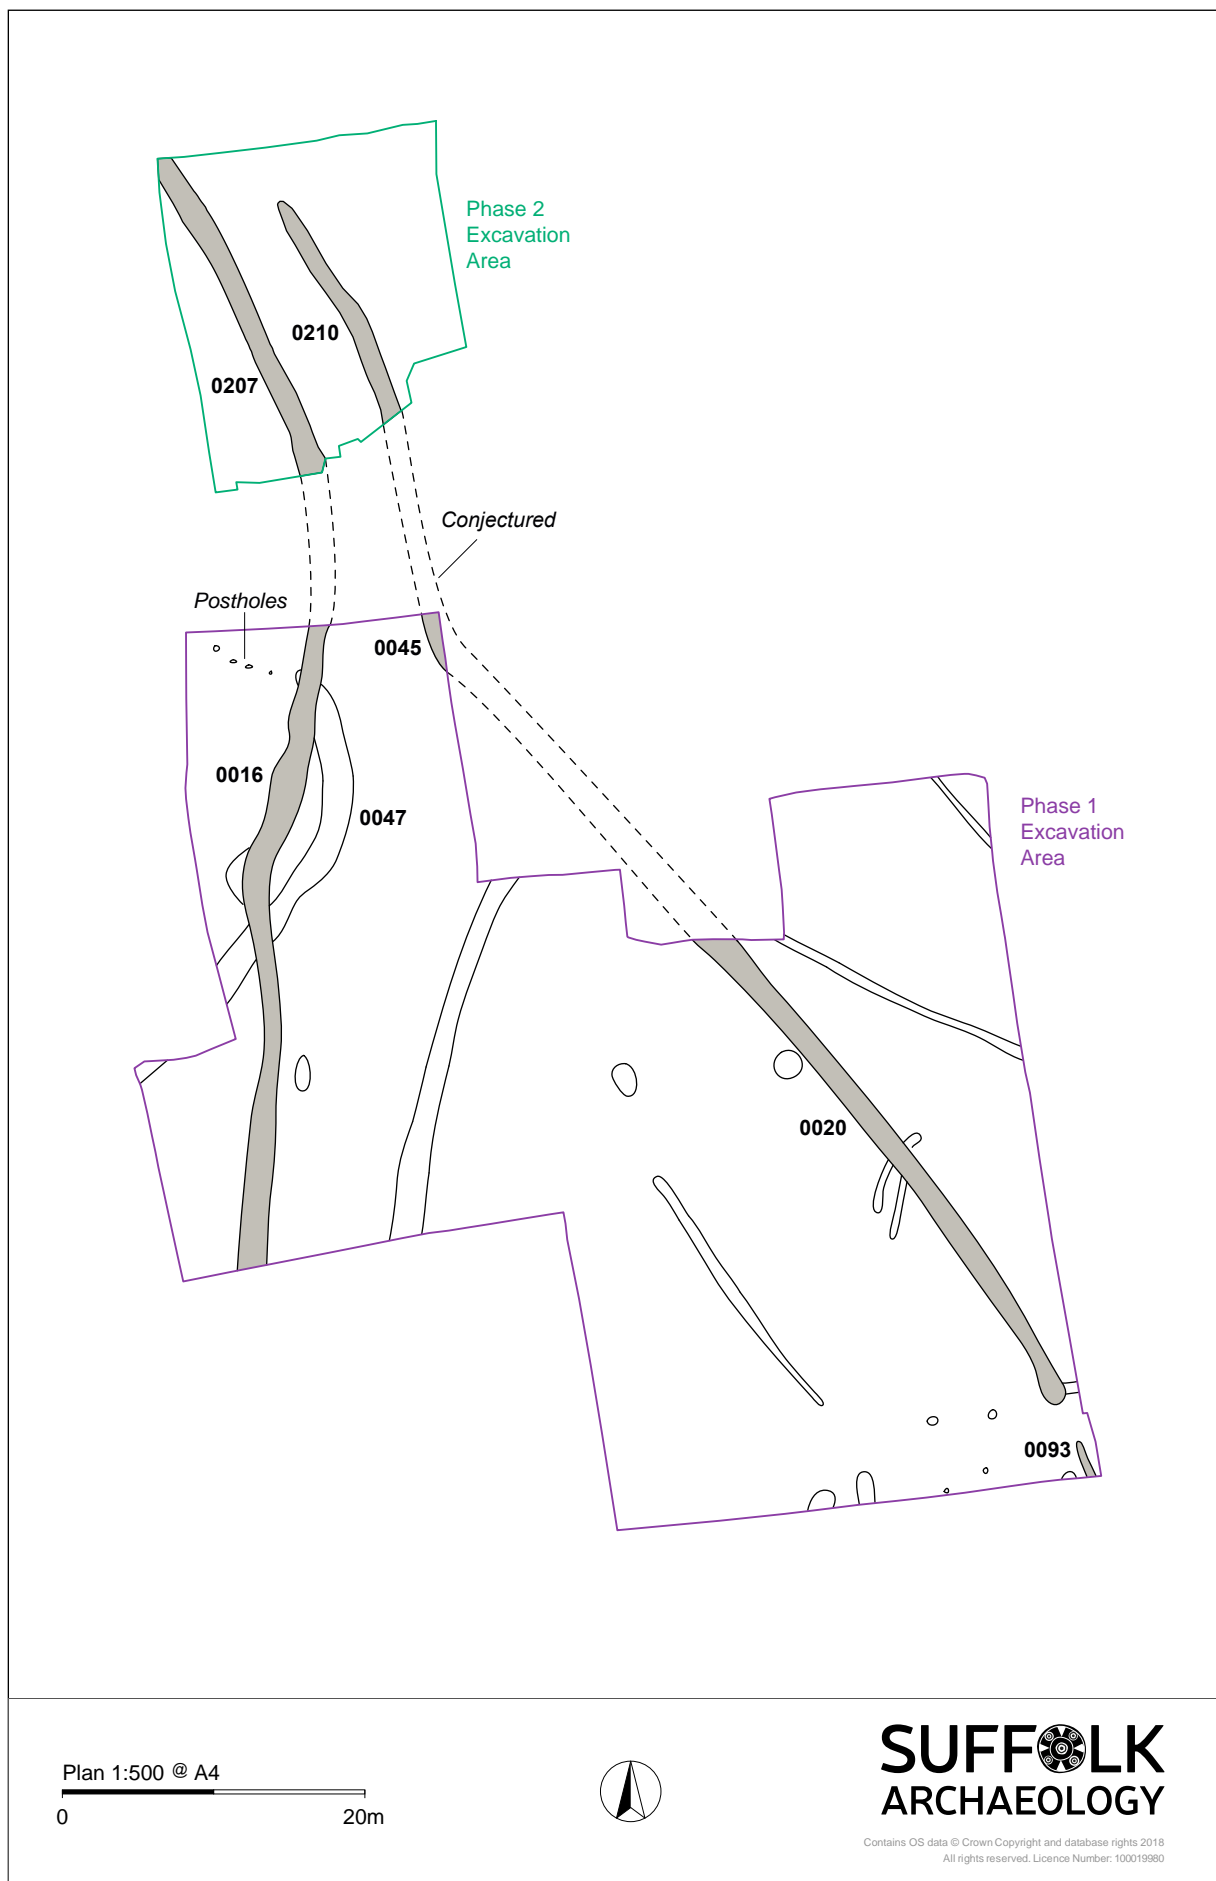 Phase 2
Excavation
Area
0210
0207
Conjectured
Postholes
0045
0016
0047
Phase 1
Excavation
Area
0020
0093
Plan 1:500 @ A4
0 20m
SUFFOLK
ARCHAEOLOGY
Contains OS data © Crown Copyright and database rights 2018
All rights reserved. Licence Number: 100019980